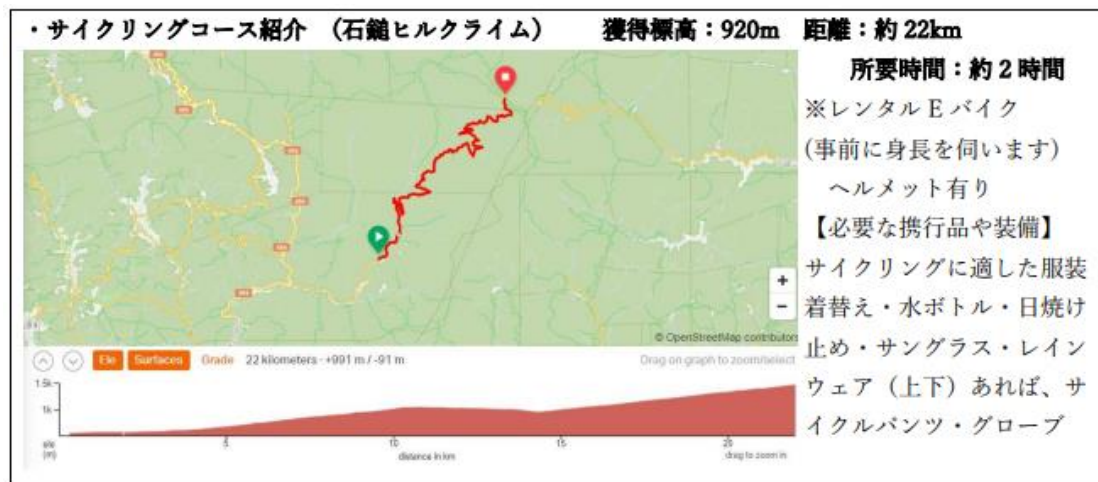 ・サイクリングコース紹介 （石鎚ヒルクライム） 獲得標高：920m 距離：約 22km
所要時間：約 2 時間
※レンタル E バイク
(事前に身長を伺います)
ヘルメット有り
【必要な携行品や装備】
サイクリングに適した服装
着替え・水ボトル・日焼け
止め・サングラス・レイン
ウェア（上下）あれば、サ
イクルパンツ・グローブ
+
−
© OpenStreetMap contributors
Ele Surfaces Grade 22 kilometers · +991 m / -91 m Drag on graph to zoom/select
1.5k
1k
ele
(m)
5 10 15 20
distance in km
drag to zoom in